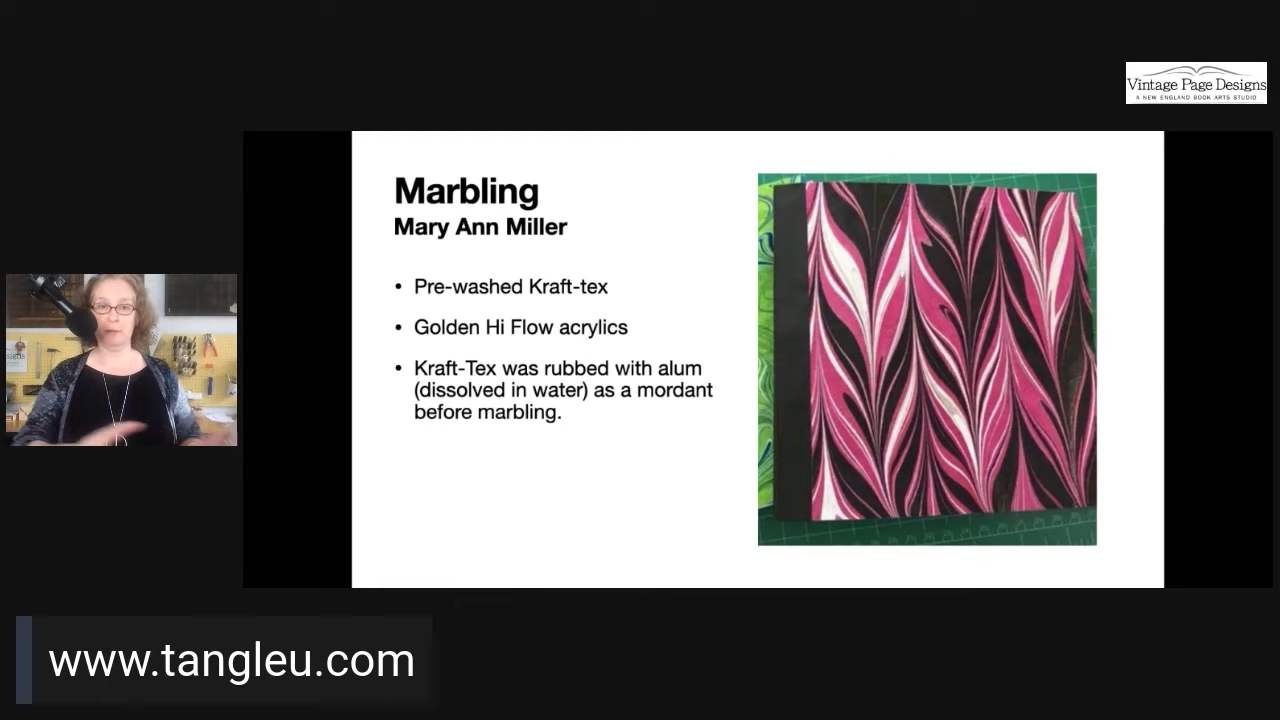 Vintage Page Designs
A NEW ENGLAND BOOK ARTS STUDIO
Marbling
Mary Ann Miller
• Pre-washed Kraft-tex
• Golden Hi Flow acrylics
• Kraft-Tex was rubbed with alum
(dissolved in water) as a mordant
before marbling.
www.tangleu.com